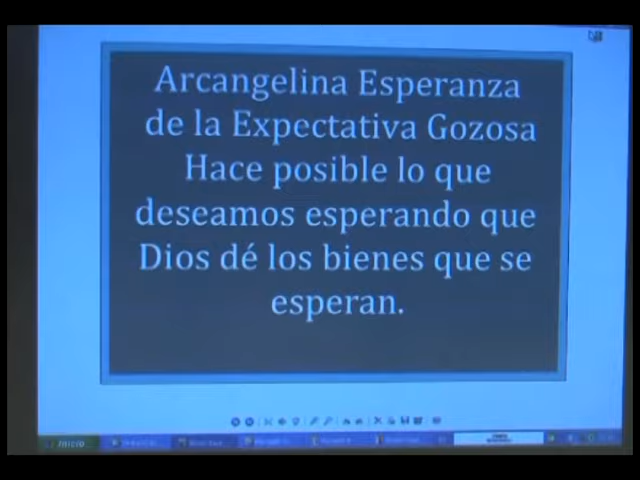 Arcangelina Esperanza
de la Expectativa Gozosa
Hace posible lo que
deseamos esperando que
Dios dé los bienes que se
esperan.
Inicio